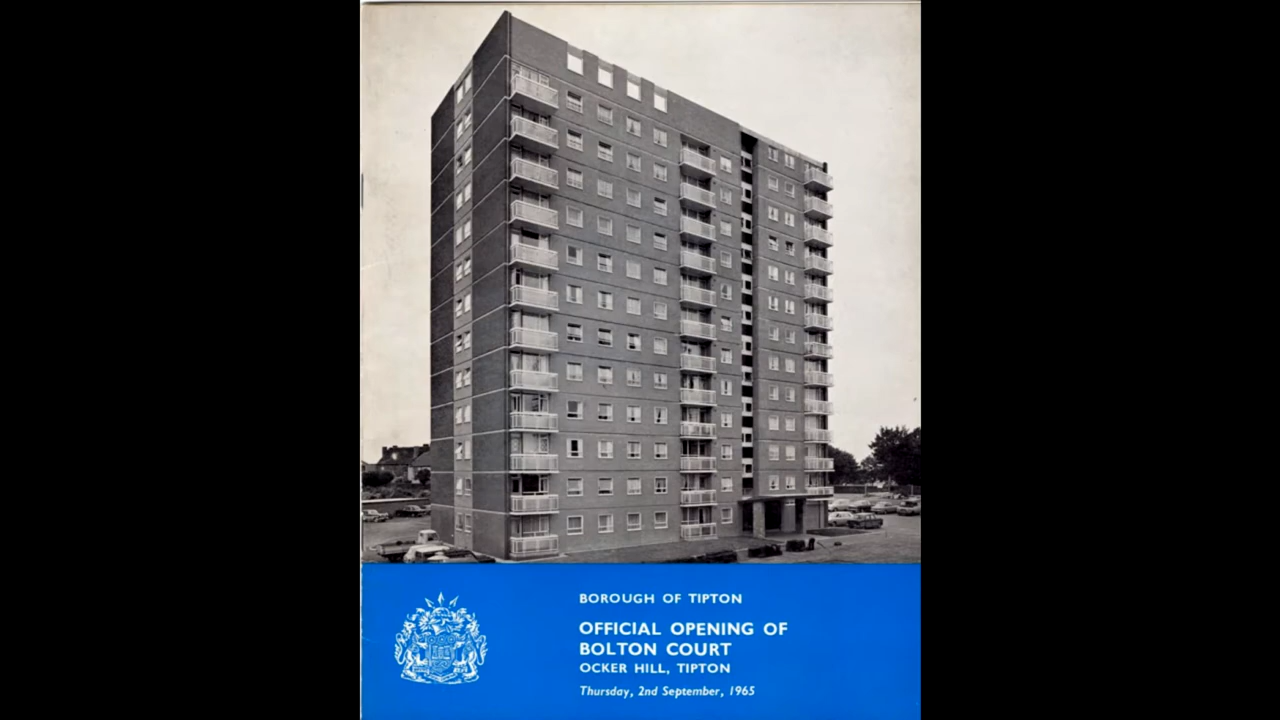 BOROUGH OF TIPTON
OFFICIAL OPENING OF
BOLTON COURT
OCKER HILL, TIPTON
Thursday, 2nd September, 1965